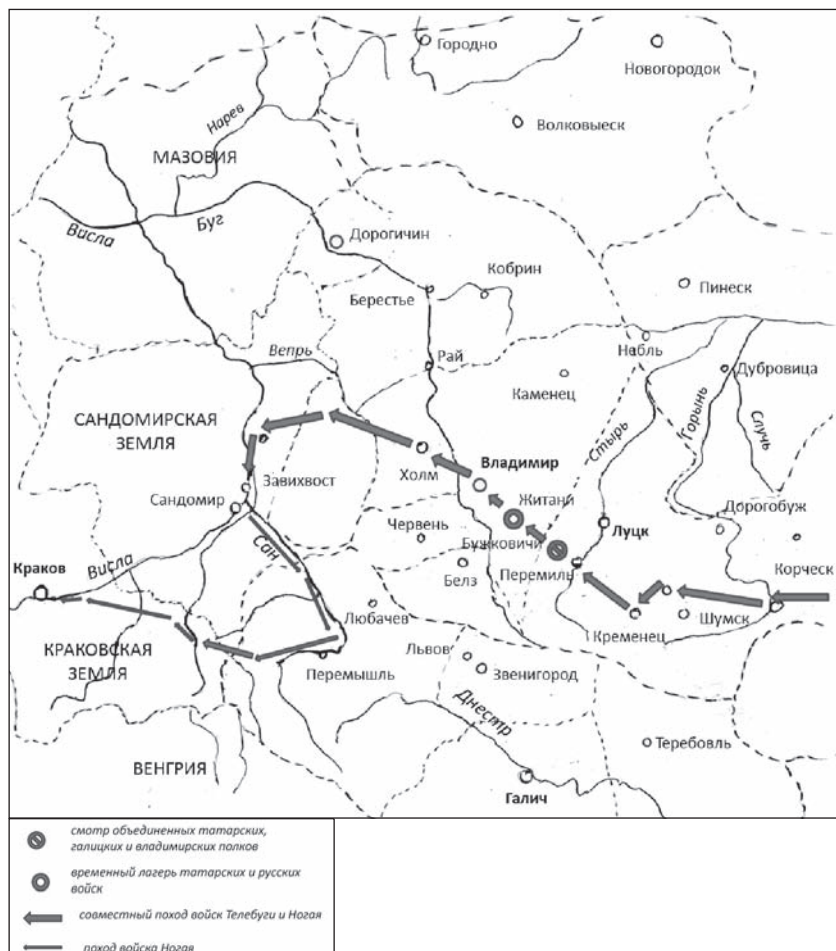 Городно
Новогородок
Волковыеск
Нарев
МАЗОВИЯ
Висла
Буг
Дорогичин
Кобрин
Берестье
Пинеск
Вепрь
Рай
Небль
Дубровица
Каменец
САНДОМИРСКАЯ
ЗЕМЛЯ
Стырь
Горынь
Случь
Холм
Владимир
Завихвост
Житани
Сандомир
Дорогобуж
Червень
Луцк
Бужковичи
Сан
Корческ
Краков
Висла
Белз
Перемиль
Любачев
Шумск
Кременец
КРАКОВСКАЯ
ЗЕМЛЯ
Львов
Перемышль
Звенигород
Днестр
ВЕНГРИЯ
Теребовль
Галич
смотр объединенных татарских,
галицких и владимирских полков
временный лагерь татарских и русских
войск
совместный поход войск Телебуги и Ногая
поход войска Ногая